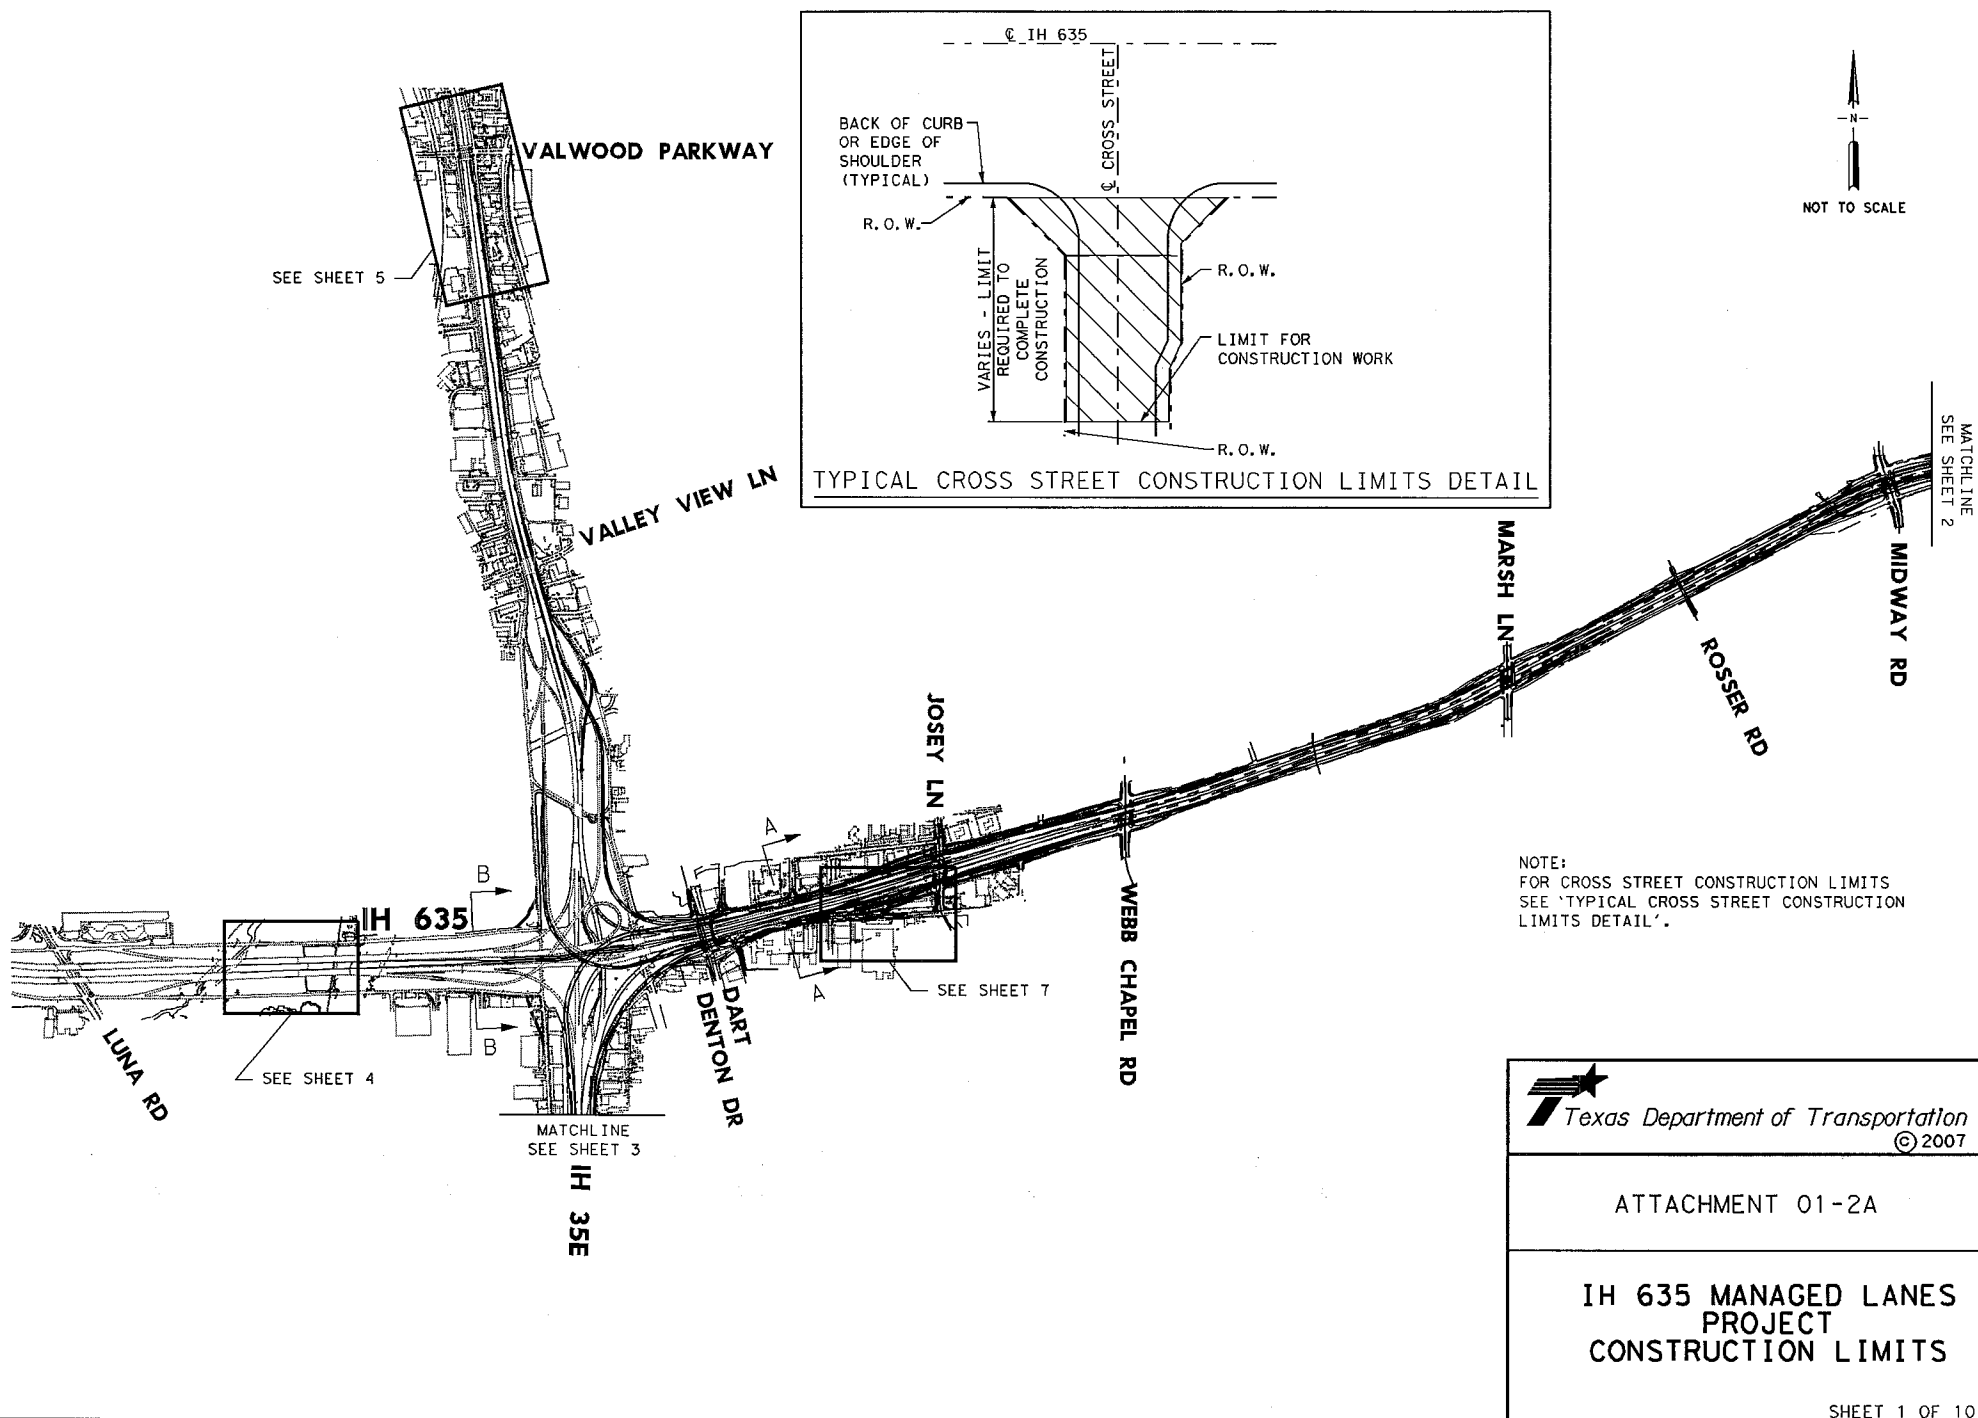 ℄ IH 635
℄ CROSS STREET
BACK OF CURB
OR EDGE OF
SHOULDER
(TYPICAL)
R.O.W.
VARIES - LIMIT
REQUIRED TO
COMPLETE
CONSTRUCTION
R.O.W.
LIMIT FOR
CONSTRUCTION WORK
R.O.W.
TYPICAL CROSS STREET CONSTRUCTION LIMITS DETAIL
-N-
NOT TO SCALE
VALWOOD PARKWAY
SEE SHEET 5
VALLEY VIEW LN
MATCHLINE
SEE SHEET 2
MARSH LN
MIDWAY RD
ROSSER RD
JOSEY LN
A
B
IH 635
WEBB CHAPEL RD
A
SEE SHEET 7
DART
DENTON DR
B
LUNA RD
SEE SHEET 4
MATCHLINE
SEE SHEET 3
IH 35E
NOTE:
FOR CROSS STREET CONSTRUCTION LIMITS
SEE 'TYPICAL CROSS STREET CONSTRUCTION
LIMITS DETAIL'.
Texas Department of Transportation
© 2007
ATTACHMENT 01-2A
IH 635 MANAGED LANES
PROJECT
CONSTRUCTION LIMITS
SHEET 1 OF 10